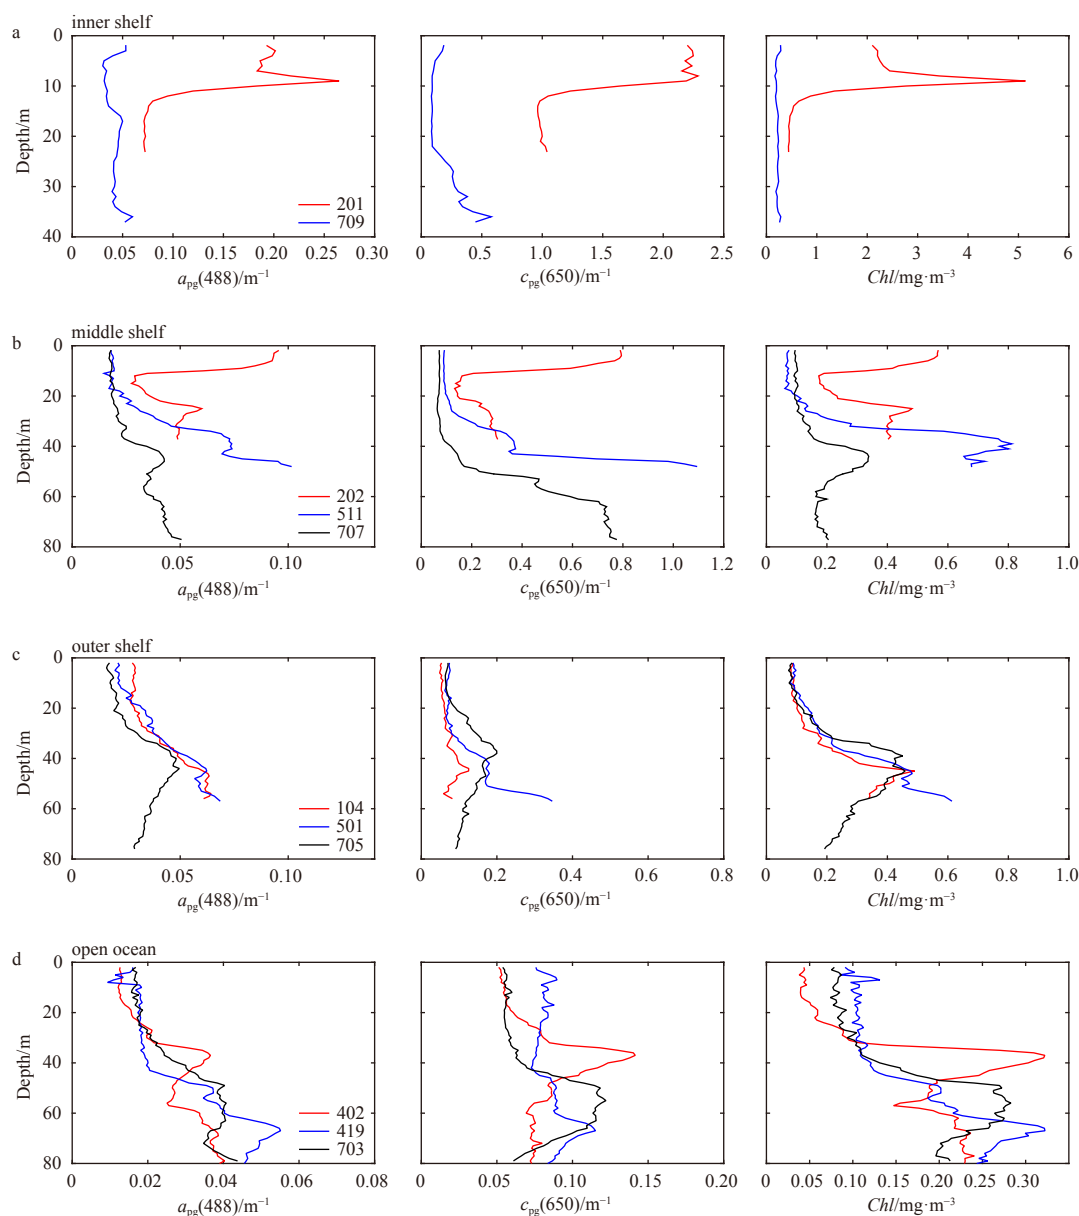 a inner shelf
0
10
20
30
40
Depth/m
201
709
0 0.05 0.10 0.15 0.20 0.25 0.30
a_pg(488)/m⁻¹
0 0.5 1.0 1.5 2.0 2.5
c_pg(650)/m⁻¹
0 1 2 3 4 5 6
Chl/mg·m⁻³
b middle shelf
0
20
40
60
80
Depth/m
202
511
707
0 0.05 0.10
a_pg(488)/m⁻¹
0 0.2 0.4 0.6 0.8 1.0 1.2
c_pg(650)/m⁻¹
0 0.2 0.4 0.6 0.8 1.0
Chl/mg·m⁻³
c outer shelf
0
20
40
60
80
Depth/m
104
501
705
0.05 0.10
a_pg(488)/m⁻¹
0 0.2 0.4 0.6 0.8
c_pg(650)/m⁻¹
0 0.2 0.4 0.6 0.8 1.0
Chl/mg·m⁻³
d open ocean
0
20
40
60
80
Depth/m
402
419
703
0.02 0.04 0.06 0.08
a_pg(488)/m⁻¹
0 0.05 0.10 0.15 0.20
c_pg(650)/m⁻¹
0 0.05 0.10 0.15 0.20 0.25 0.30
Chl/mg·m⁻³